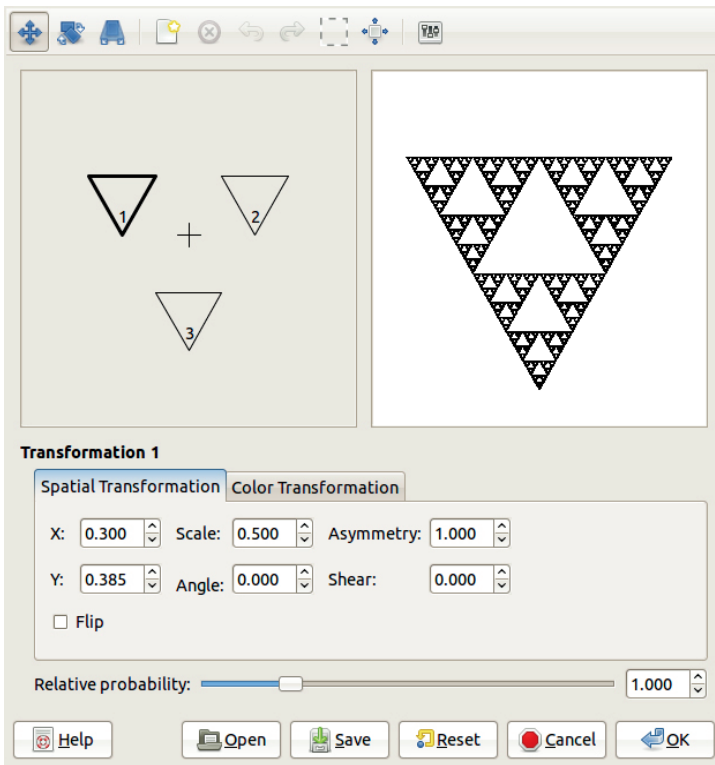 1
2
3
Transformation 1
Spatial Transformation Color Transformation
X: 0.300 Scale: 0.500 Asymmetry: 1.000
Y: 0.385 Angle: 0.000 Shear: 0.000
Flip
Relative probability: 1.000
Help Open Save Reset Cancel OK